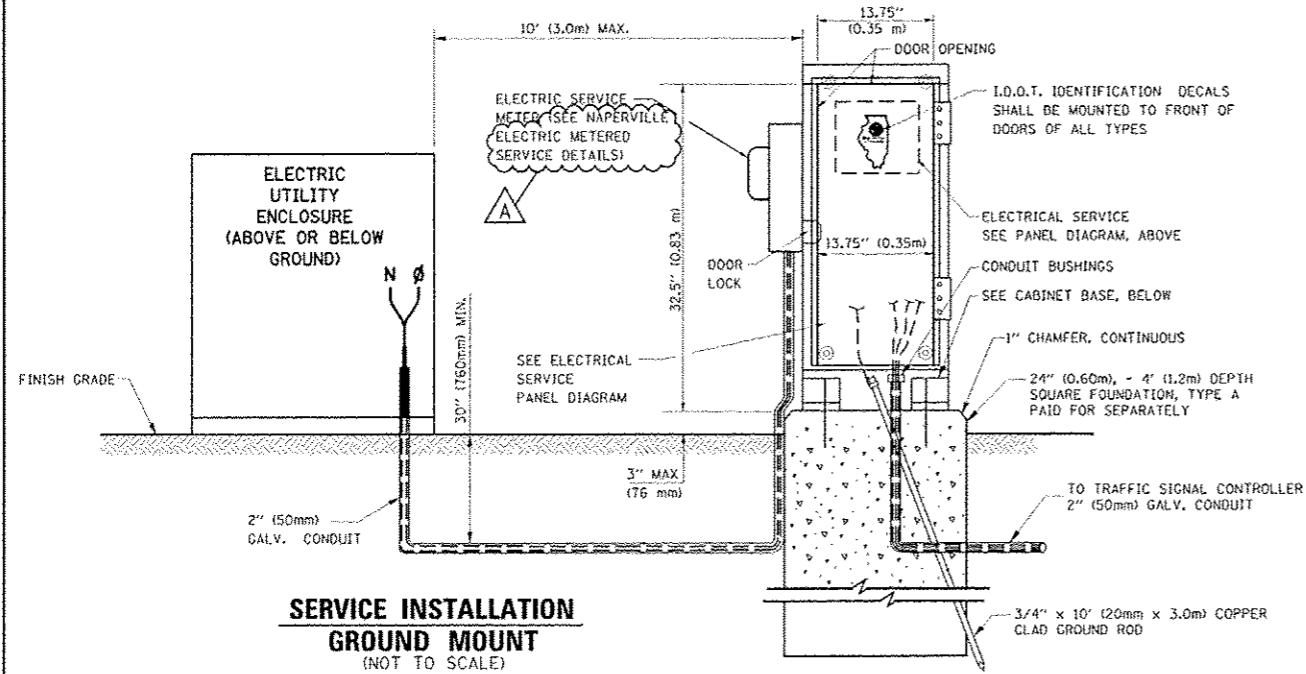 13.75"
(0.35 m)
10' (3.0m) MAX.
DOOR OPENING
ELECTRIC SERVICE
METER (SEE NAPERVILLE
ELECTRIC METERED
SERVICE DETAILS)
A
I.D.O.T. IDENTIFICATION DECALS
SHALL BE MOUNTED TO FRONT OF
DOORS OF ALL TYPES
ELECTRIC
UTILITY
ENCLOSURE
(ABOVE OR BELOW
GROUND)
N Ø
32.5" (0.83 m)
ELECTRICAL SERVICE
SEE PANEL DIAGRAM, ABOVE
13.75" (0.35m)
DOOR
LOCK
CONDUIT BUSHINGS
SEE CABINET BASE, BELOW
30" (760mm) MIN.
SEE ELECTRICAL
SERVICE
PANEL DIAGRAM
1" CHAMFER, CONTINUOUS
FINISH GRADE
24" (0.60m), - 4' (1.2m) DEPTH
SQUARE FOUNDATION, TYPE A
PAID FOR SEPARATELY
3" MAX
(76 mm)
2" (50mm)
GALV. CONDUIT
TO TRAFFIC SIGNAL CONTROLLER
2" (50mm) GALV. CONDUIT
SERVICE INSTALLATION
GROUND MOUNT
(NOT TO SCALE)
3/4" x 10' (20mm x 3.0m) COPPER
CLAD GROUND ROD